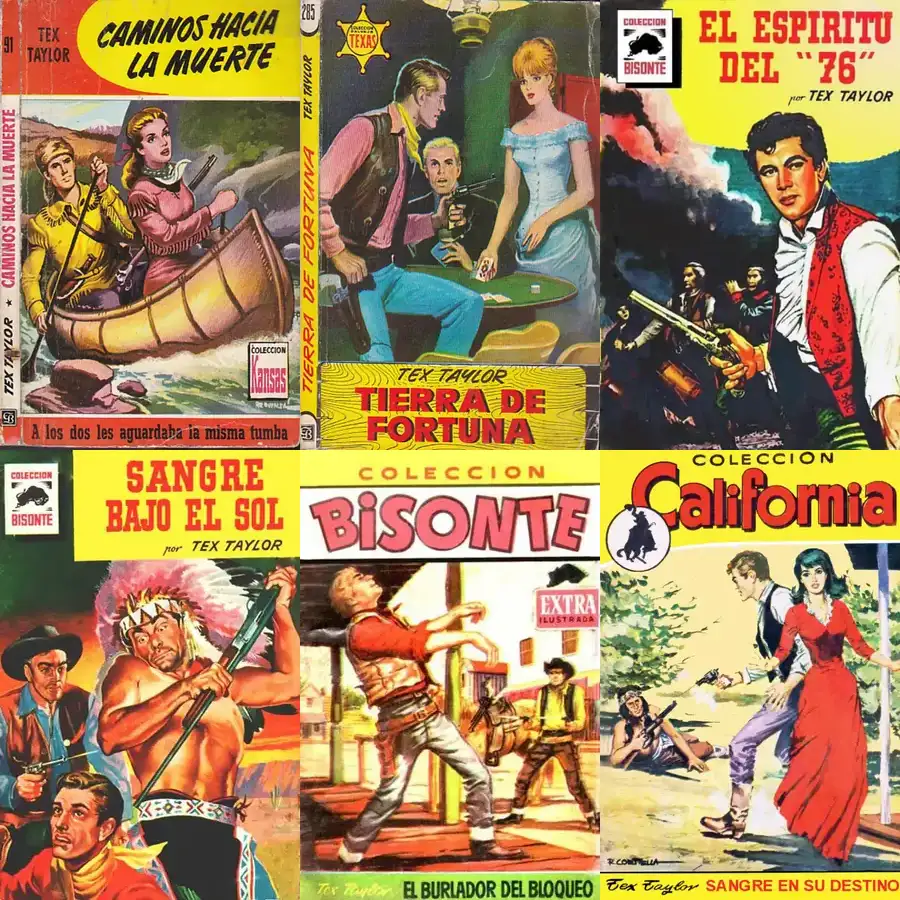 91
TEX
TAYLOR
CAMINOS HACIA
LA MUERTE
TEX TAYLOR ★ CAMINOS HACIA LA MUERTE
COLECCION
Kansas
A los dos les aguardaba la misma tumba
285
COLECCION
TEXAS
TIERRA DE FORTUNA TEX TAYLOR
TEX TAYLOR
TIERRA DE
FORTUNA
COLECCION
BISONTE
EL ESPIRITU
DEL "76"
por TEX TAYLOR
COLECCION
BISONTE
SANGRE
BAJO EL SOL
por TEX TAYLOR
COLECCION
BISONTE
EXTRA
ILUSTRADA
Tex Taylor EL BURLADOR DEL BLOQUEO
COLECCION
California
Tex Taylor SANGRE EN SU DESTINO